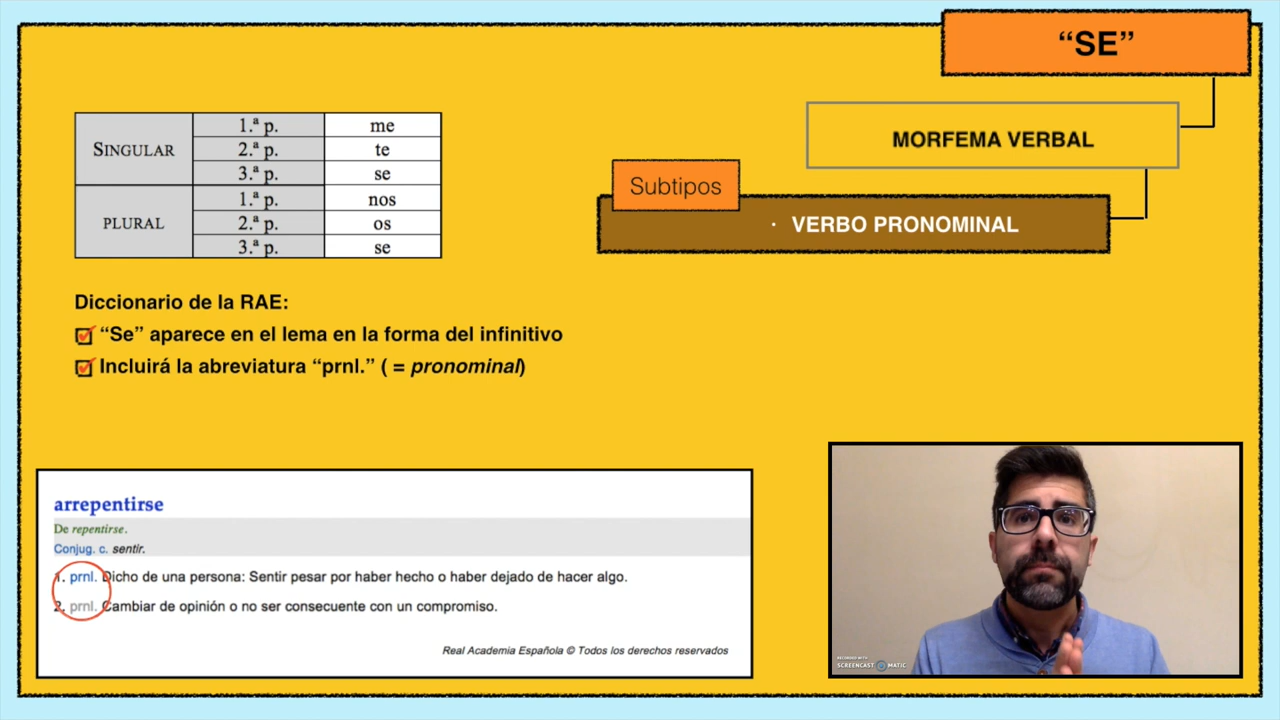 “SE”
MORFEMA VERBAL
Subtipos
· VERBO PRONOMINAL
SINGULAR
1.ª p. me
2.ª p. te
3.ª p. se
PLURAL
1.ª p. nos
2.ª p. os
3.ª p. se
Diccionario de la RAE:
“Se” aparece en el lema en la forma del infinitivo
Incluirá la abreviatura “prnl.” ( = pronominal)
arrepentirse
De repentirse.
Conjug. c. sentir.
1. prnl. Dicho de una persona: Sentir pesar por haber hecho o haber dejado de hacer algo.
2. prnl. Cambiar de opinión o no ser consecuente con un compromiso.
Real Academia Española © Todos los derechos reservados
RECORDED WITH
SCREENCAST MATIC